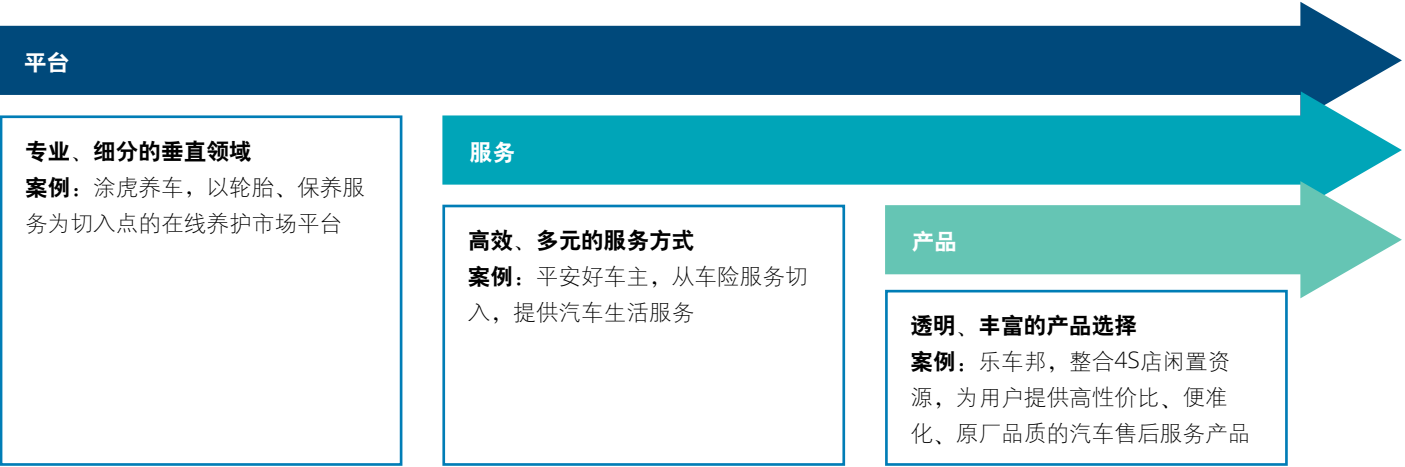 平台
专业、细分的垂直领域
案例：涂虎养车，以轮胎、保养服
务为切入点的在线养护市场平台
服务
高效、多元的服务方式
案例：平安好车主，从车险服务切
入，提供汽车生活服务
产品
透明、丰富的产品选择
案例：乐车邦，整合4S店闲置资
源，为用户提供高性价比、便准
化、原厂品质的汽车售后服务产品